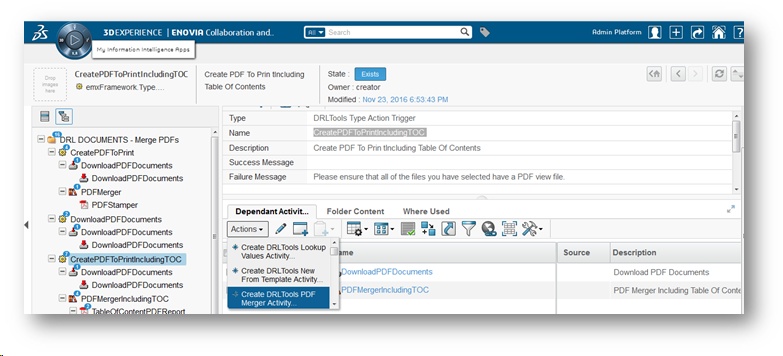 3DEXPERIENCE | ENOVIA Collaboration and..
All
Search
Admin Platform
My Information Intelligence Apps
Drop images here
CreatePDFToPrintIncludingTOC
emxFramework.Type....
Create PDF To Prin tIncluding
Table Of Contents
State : Exists
Owner : creator
Modified : Nov 23, 2016 6:53:43 PM
DRL DOCUMENTS - Merge PDFs
CreatePDFToPrint
DownloadPDFDocuments
DownloadPDFDocuments
PDFMerger
PDFStamper
DownloadPDFDocuments
DownloadPDFDocuments
DownloadPDFDocuments
CreatePDFToPrintIncludingTOC
DownloadPDFDocuments
DownloadPDFDocuments
PDFMergerIncludingTOC
TableOfContentPDFReport
Type DRLTools Type Action Trigger
Name CreatePDFToPrintIncludingTOC
Description Create PDF To Prin tIncluding Table Of Contents
Success Message
Failure Message Please ensure that all of the files you have selected have a PDF view file.
Dependant Activit... Folder Content Where Used
Actions
Create DRLTools Lookup
Values Activity...
Create DRLTools New
From Template Activity...
Create DRLTools PDF
Merger Activity...
Name Source Description
DownloadPDFDocuments Download PDF Documents
PDFMergerIncludingTOC PDF Merger Including Table Of Conte